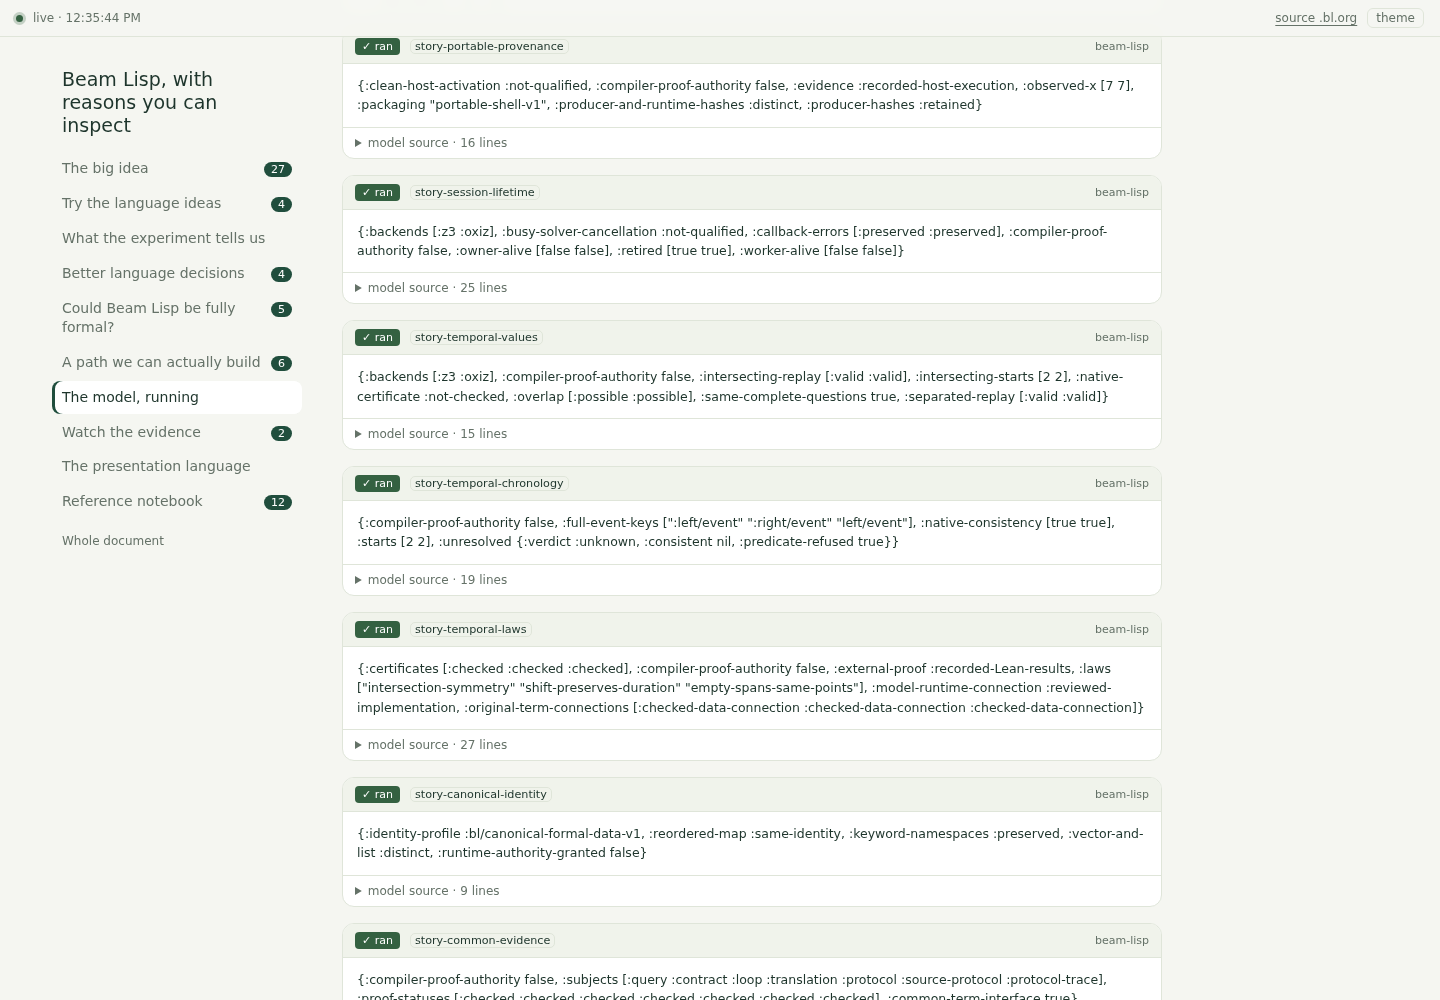 live · 12:35:44 PM
source .bl.org
theme
Beam Lisp, with
reasons you can
inspect
The big idea 27
Try the language ideas 4
What the experiment tells us
Better language decisions 4
Could Beam Lisp be fully
formal? 5
A path we can actually build 6
The model, running
Watch the evidence 2
The presentation language
Reference notebook 12
Whole document
✓ ran story-portable-provenance beam-lisp
{:clean-host-activation :not-qualified, :compiler-proof-authority false, :evidence :recorded-host-execution, :observed-x [7 7],
:packaging "portable-shell-v1", :producer-and-runtime-hashes :distinct, :producer-hashes :retained}
▶ model source · 16 lines
✓ ran story-session-lifetime beam-lisp
{:backends [:z3 :oxiz], :busy-solver-cancellation :not-qualified, :callback-errors [:preserved :preserved], :compiler-proof-
authority false, :owner-alive [false false], :retired [true true], :worker-alive [false false]}
▶ model source · 25 lines
✓ ran story-temporal-values beam-lisp
{:backends [:z3 :oxiz], :compiler-proof-authority false, :intersecting-replay [:valid :valid], :intersecting-starts [2 2], :native-
certificate :not-checked, :overlap [:possible :possible], :same-complete-questions true, :separated-replay [:valid :valid]}
▶ model source · 15 lines
✓ ran story-temporal-chronology beam-lisp
{:compiler-proof-authority false, :full-event-keys [":left/event" ":right/event" "left/event"], :native-consistency [true true],
:starts [2 2], :unresolved {:verdict :unknown, :consistent nil, :predicate-refused true}}
▶ model source · 19 lines
✓ ran story-temporal-laws beam-lisp
{:certificates [:checked :checked :checked], :compiler-proof-authority false, :external-proof :recorded-Lean-results, :laws
["intersection-symmetry" "shift-preserves-duration" "empty-spans-same-points"], :model-runtime-connection :reviewed-
implementation, :original-term-connections [:checked-data-connection :checked-data-connection :checked-data-connection]}
▶ model source · 27 lines
✓ ran story-canonical-identity beam-lisp
{:identity-profile :bl/canonical-formal-data-v1, :reordered-map :same-identity, :keyword-namespaces :preserved, :vector-and-
list :distinct, :runtime-authority-granted false}
▶ model source · 9 lines
✓ ran story-common-evidence beam-lisp
{:compiler-proof-authority false, :subjects [:query :contract :loop :translation :protocol :source-protocol :protocol-trace],
:proof-statuses [:checked :checked :checked :checked :checked :checked :checked], :common-term-interface true}